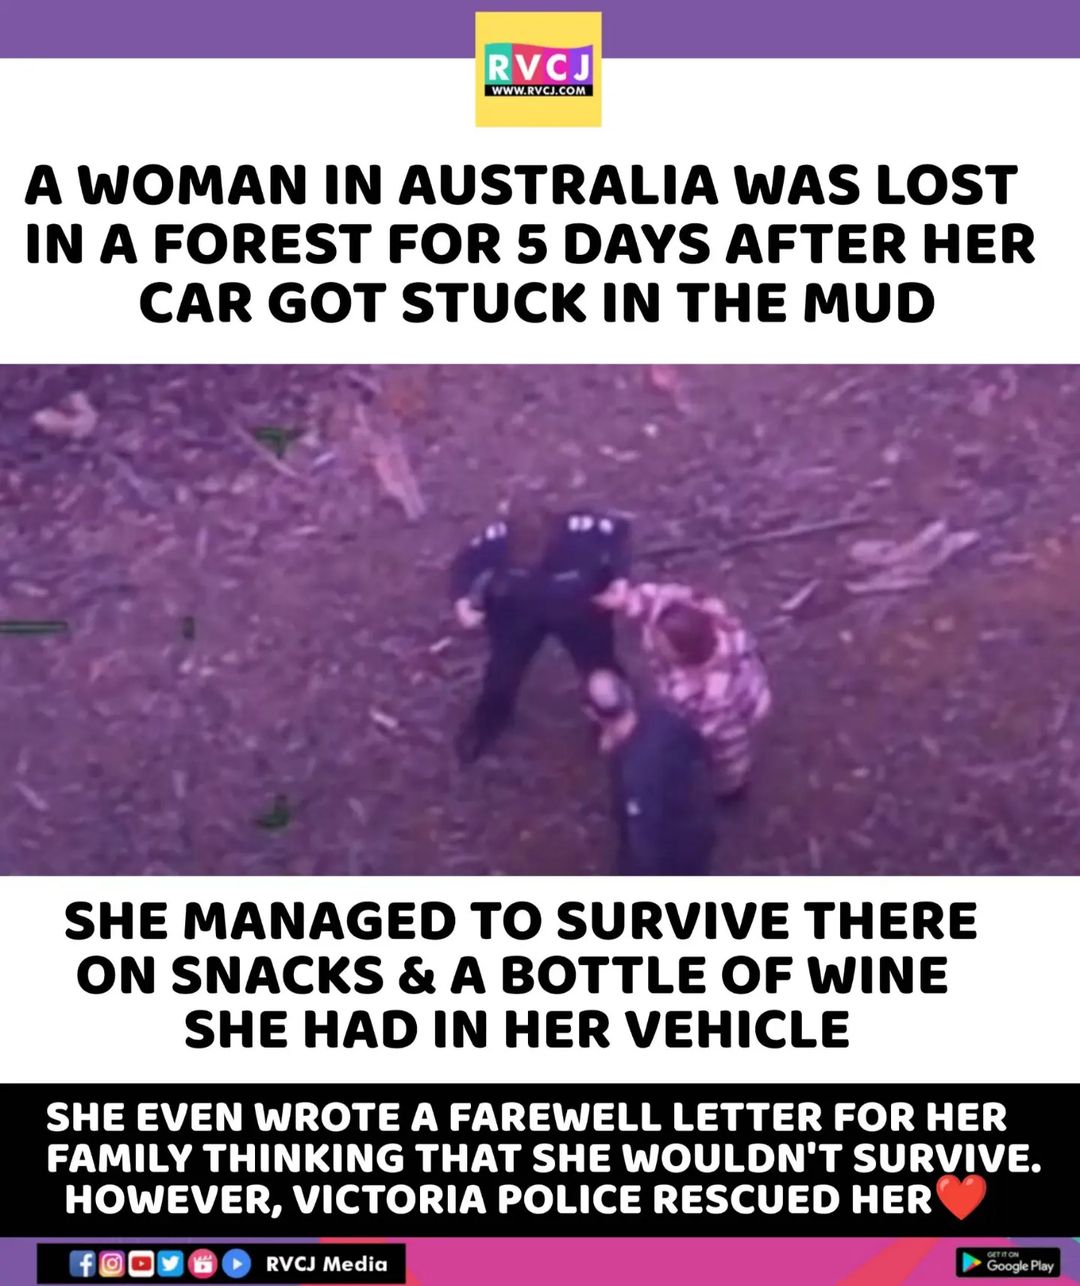 RVCJ
WWW.RVCJ.COM
A WOMAN IN AUSTRALIA WAS LOST
IN A FOREST FOR 5 DAYS AFTER HER
CAR GOT STUCK IN THE MUD
SHE MANAGED TO SURVIVE THERE
ON SNACKS & A BOTTLE OF WINE
SHE HAD IN HER VEHICLE
SHE EVEN WROTE A FAREWELL LETTER FOR HER
FAMILY THINKING THAT SHE WOULDN'T SURVIVE.
HOWEVER, VICTORIA POLICE RESCUED HER❤️
RVCJ Media
GET IT ON
Google Play